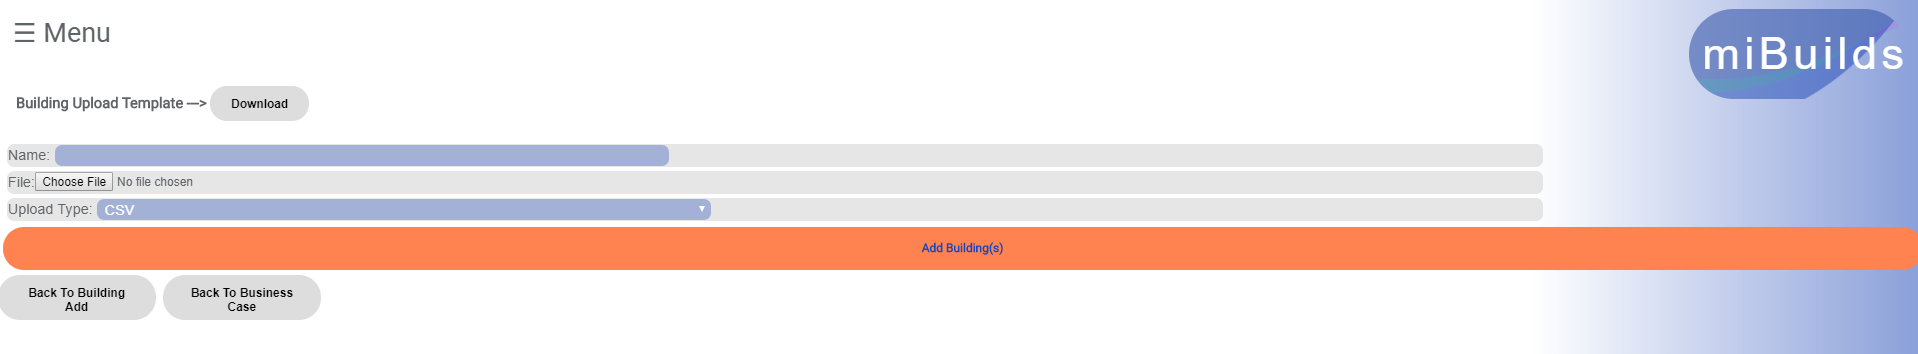 ☰ Menu
miBuilds
Building Upload Template ---> Download
Name:
File: Choose File No file chosen
Upload Type: CSV
Add Building(s)
Back To Building
Add
Back To Business
Case